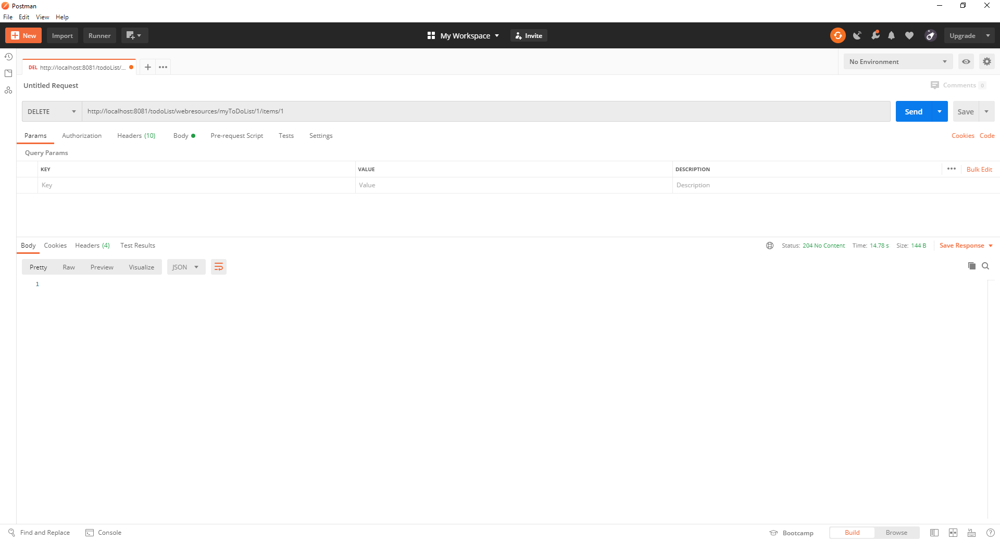 Postman
File Edit View Help
New Import Runner My Workspace Invite Upgrade
DEL http://localhost:8081/todoList/... No Environment
Untitled Request Comments 0
DELETE http://localhost:8081/todoList/webresources/myToDoList/1/items/1 Send Save
Params Authorization Headers (10) Body Pre-request Script Tests Settings Cookies Code
Query Params
KEY VALUE DESCRIPTION Bulk Edit
Key Value Description
Body Cookies Headers (4) Test Results Status: 204 No Content Time: 14.78 s Size: 144 B Save Response
Pretty Raw Preview Visualize JSON
1
Find and Replace Console Bootcamp Build Browse